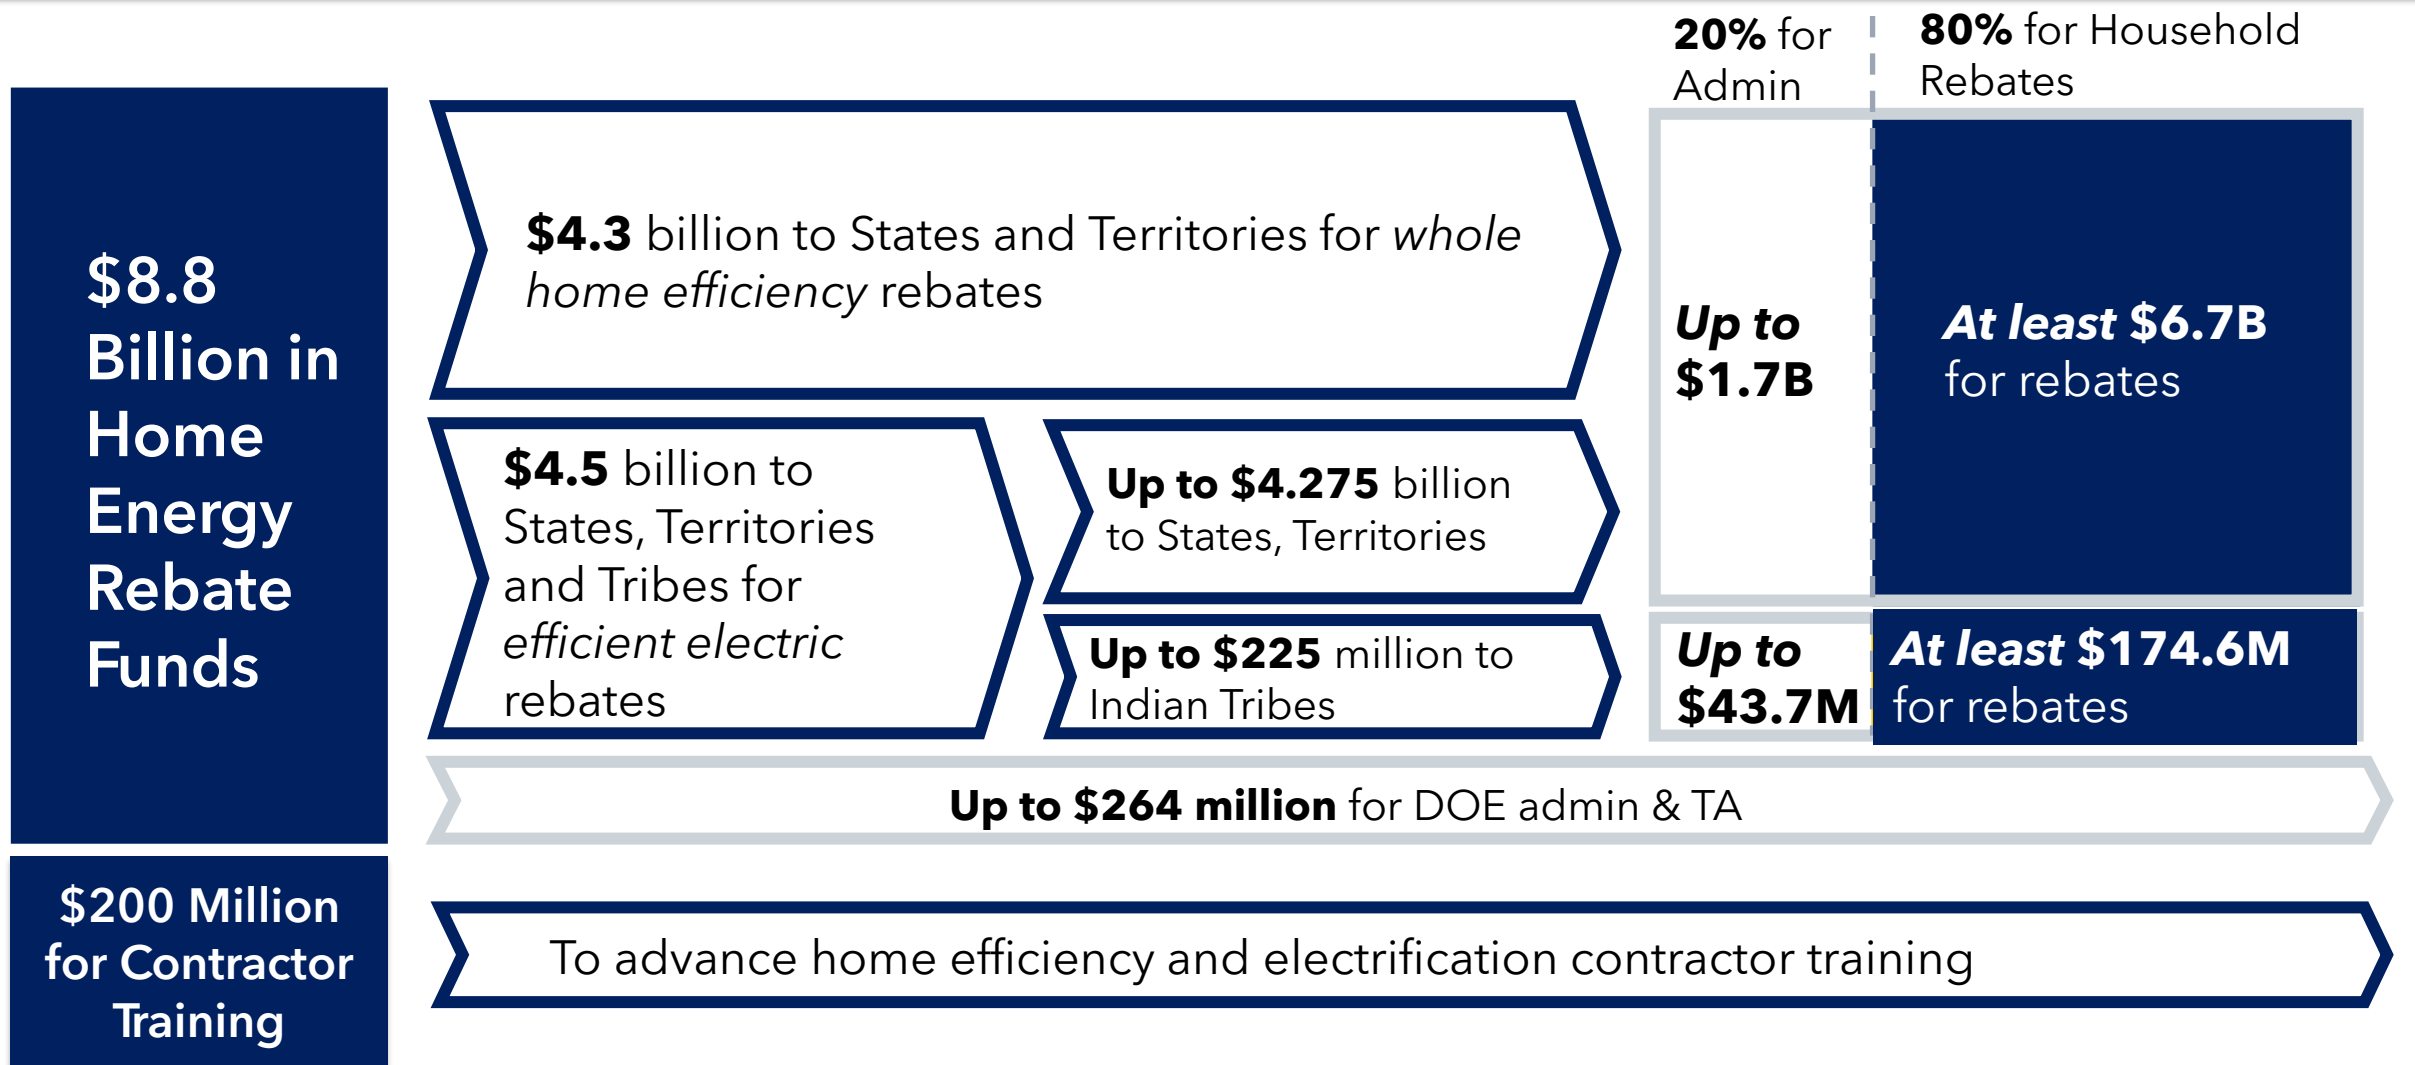 20% for
Admin
80% for Household
Rebates
$8.8
Billion in
Home
Energy
Rebate
Funds
$4.3 billion to States and Territories for whole
home efficiency rebates
Up to
$1.7B
At least $6.7B
for rebates
$4.5 billion to
States, Territories
and Tribes for
efficient electric
rebates
Up to $4.275 billion
to States, Territories
Up to $225 million to
Indian Tribes
Up to
$43.7M
At least $174.6M
for rebates
Up to $264 million for DOE admin & TA
$200 Million
for Contractor
Training
To advance home efficiency and electrification contractor training